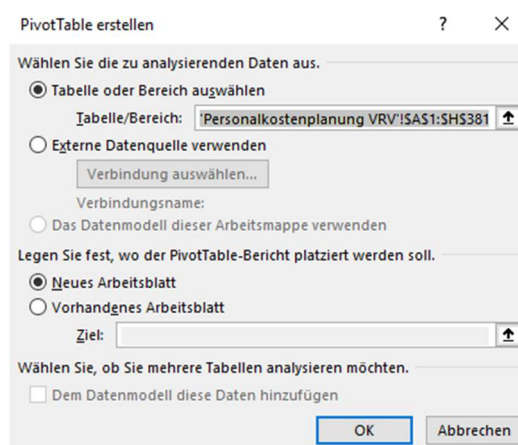 PivotTable erstellen ? ×
Wählen Sie die zu analysierenden Daten aus.
Tabelle oder Bereich auswählen
Tabelle/Bereich: 'Personalkostenplanung VRV'!$A$1:$H$381
Externe Datenquelle verwenden
Verbindung auswählen...
Verbindungsname:
Das Datenmodell dieser Arbeitsmappe verwenden
Legen Sie fest, wo der PivotTable-Bericht platziert werden soll.
Neues Arbeitsblatt
Vorhandenes Arbeitsblatt
Ziel:
Wählen Sie, ob Sie mehrere Tabellen analysieren möchten.
Dem Datenmodell diese Daten hinzufügen
OK Abbrechen